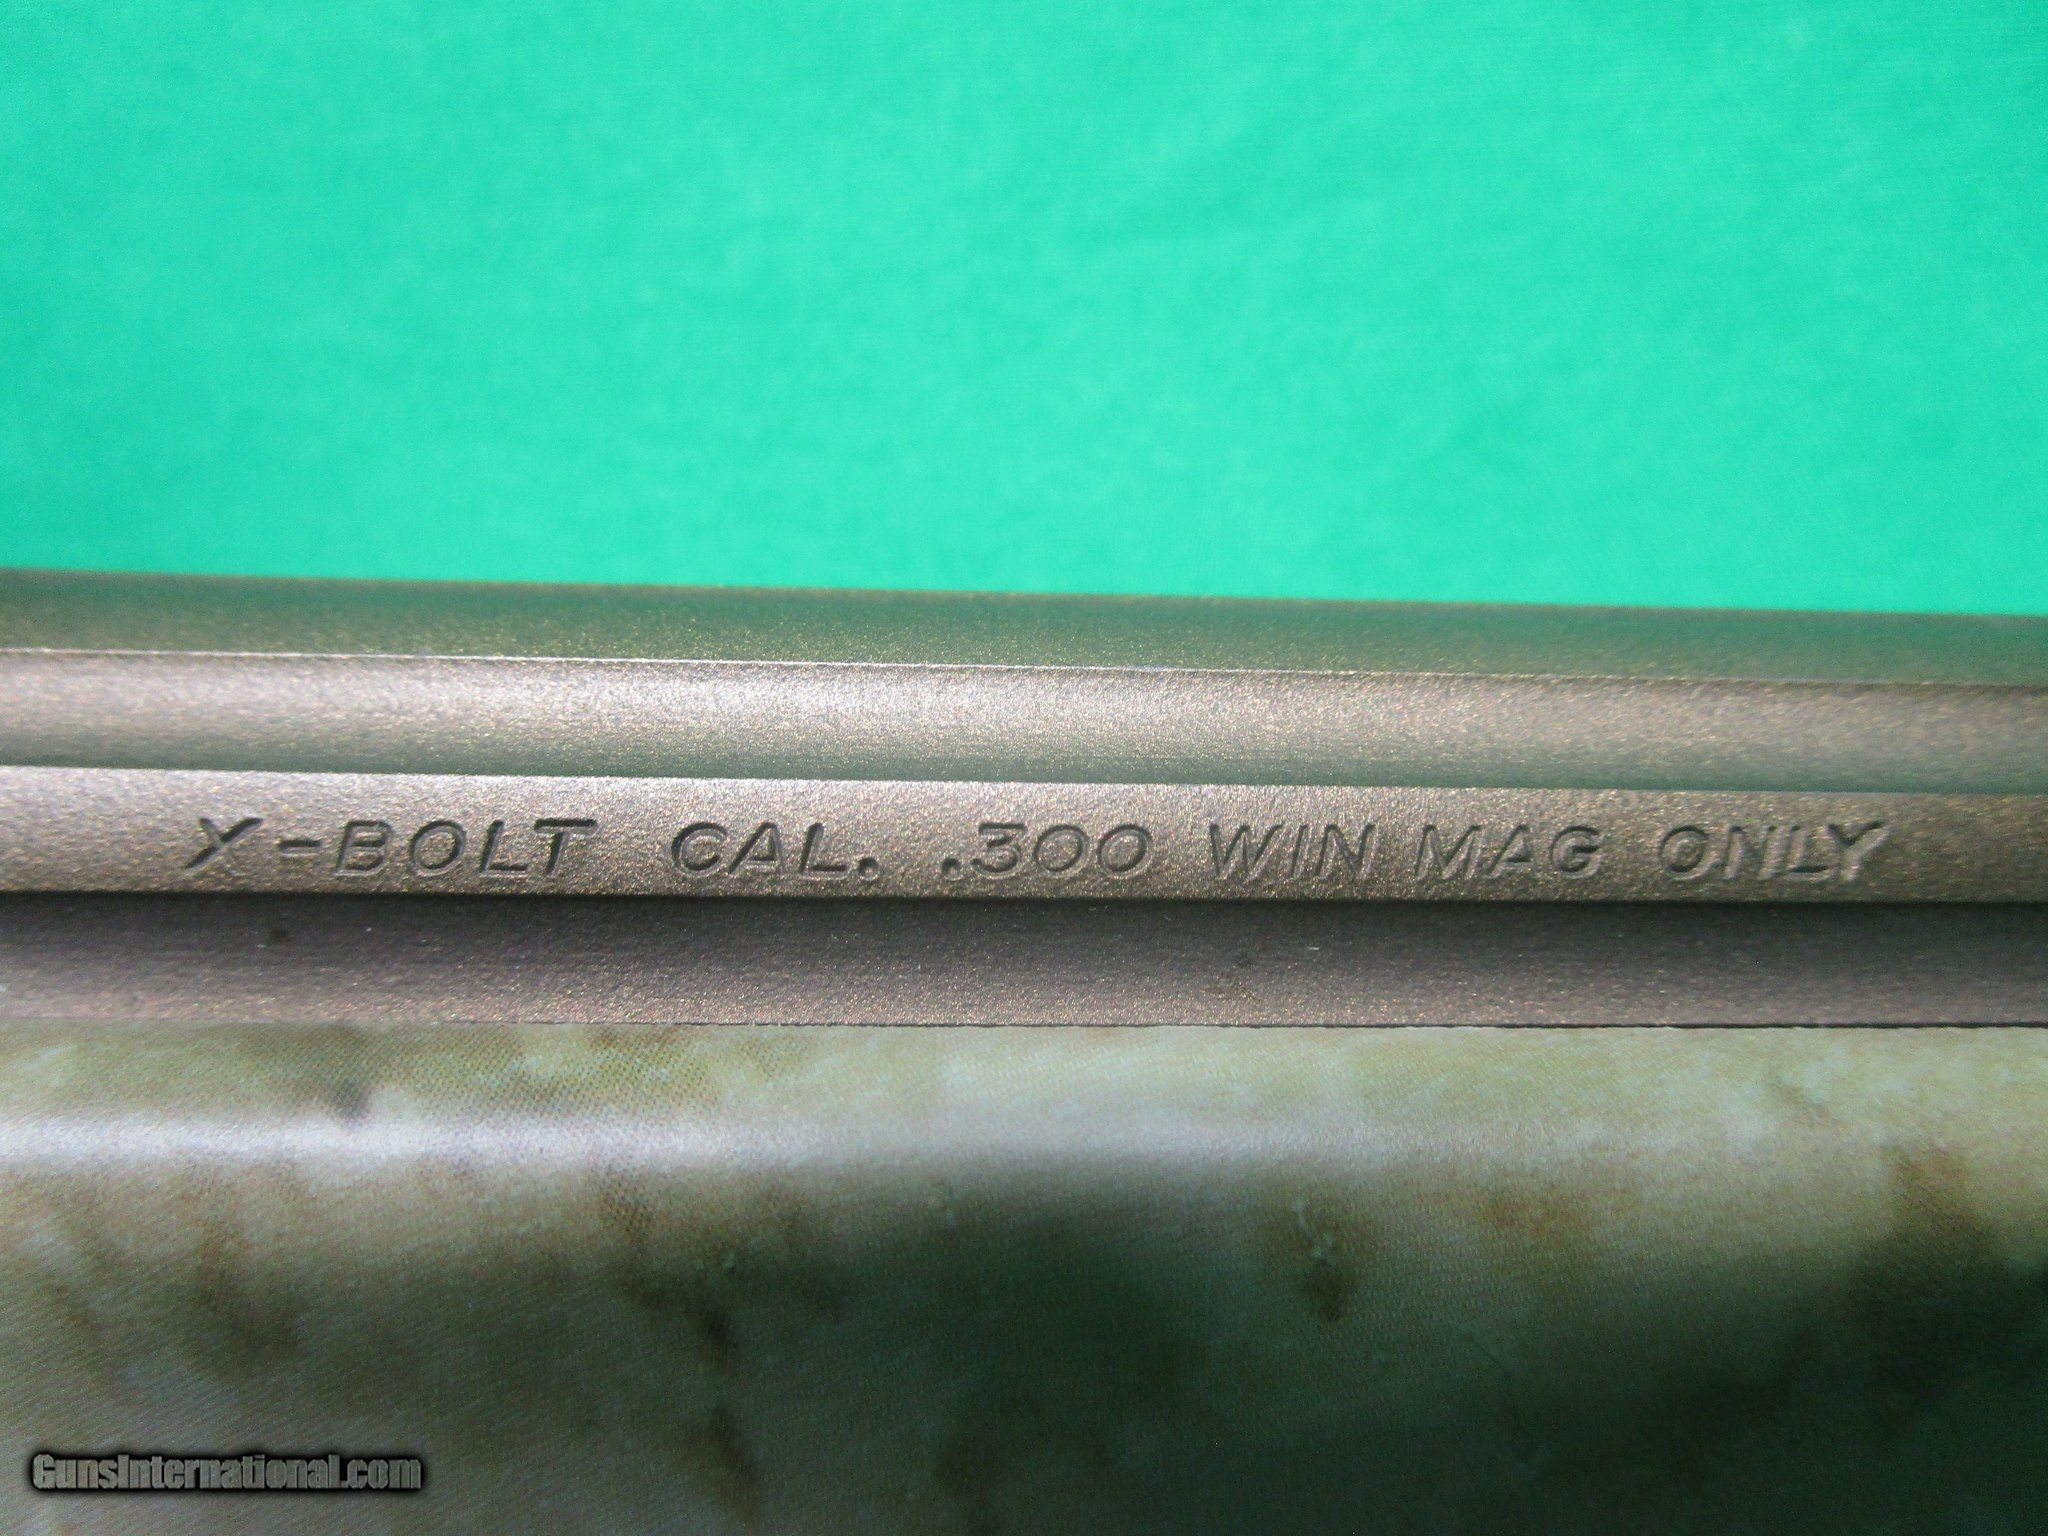 X-BOLT CAL. .300 WIN MAG ONLY
GunsInternational.com